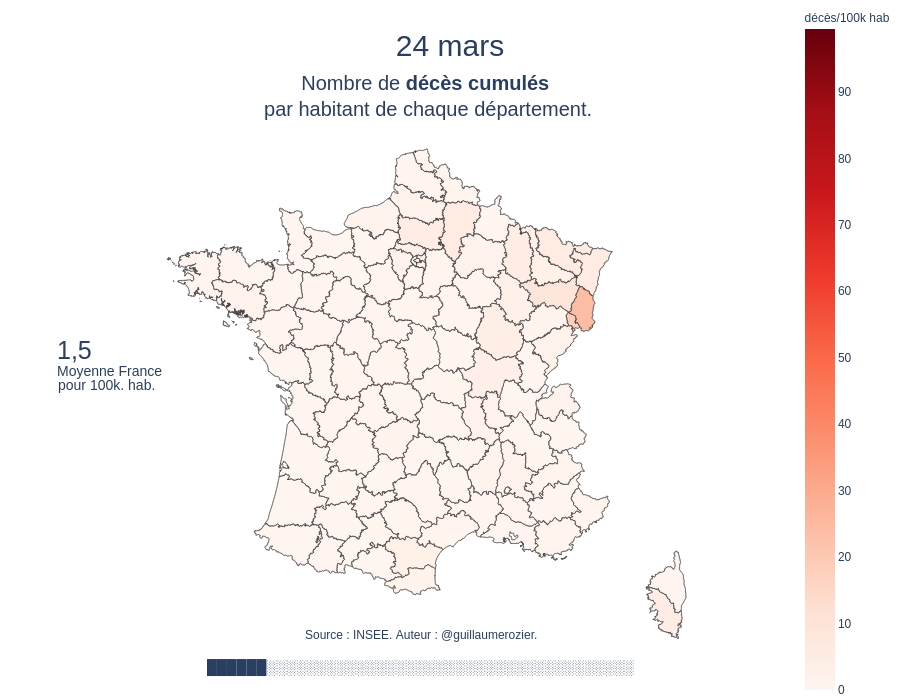 décès/100k hab
24 mars
Nombre de décès cumulés
par habitant de chaque département.
90
80
70
60
50
40
30
20
10
0
1,5
Moyenne France
pour 100k. hab.
Source : INSEE. Auteur : @guillaumerozier.